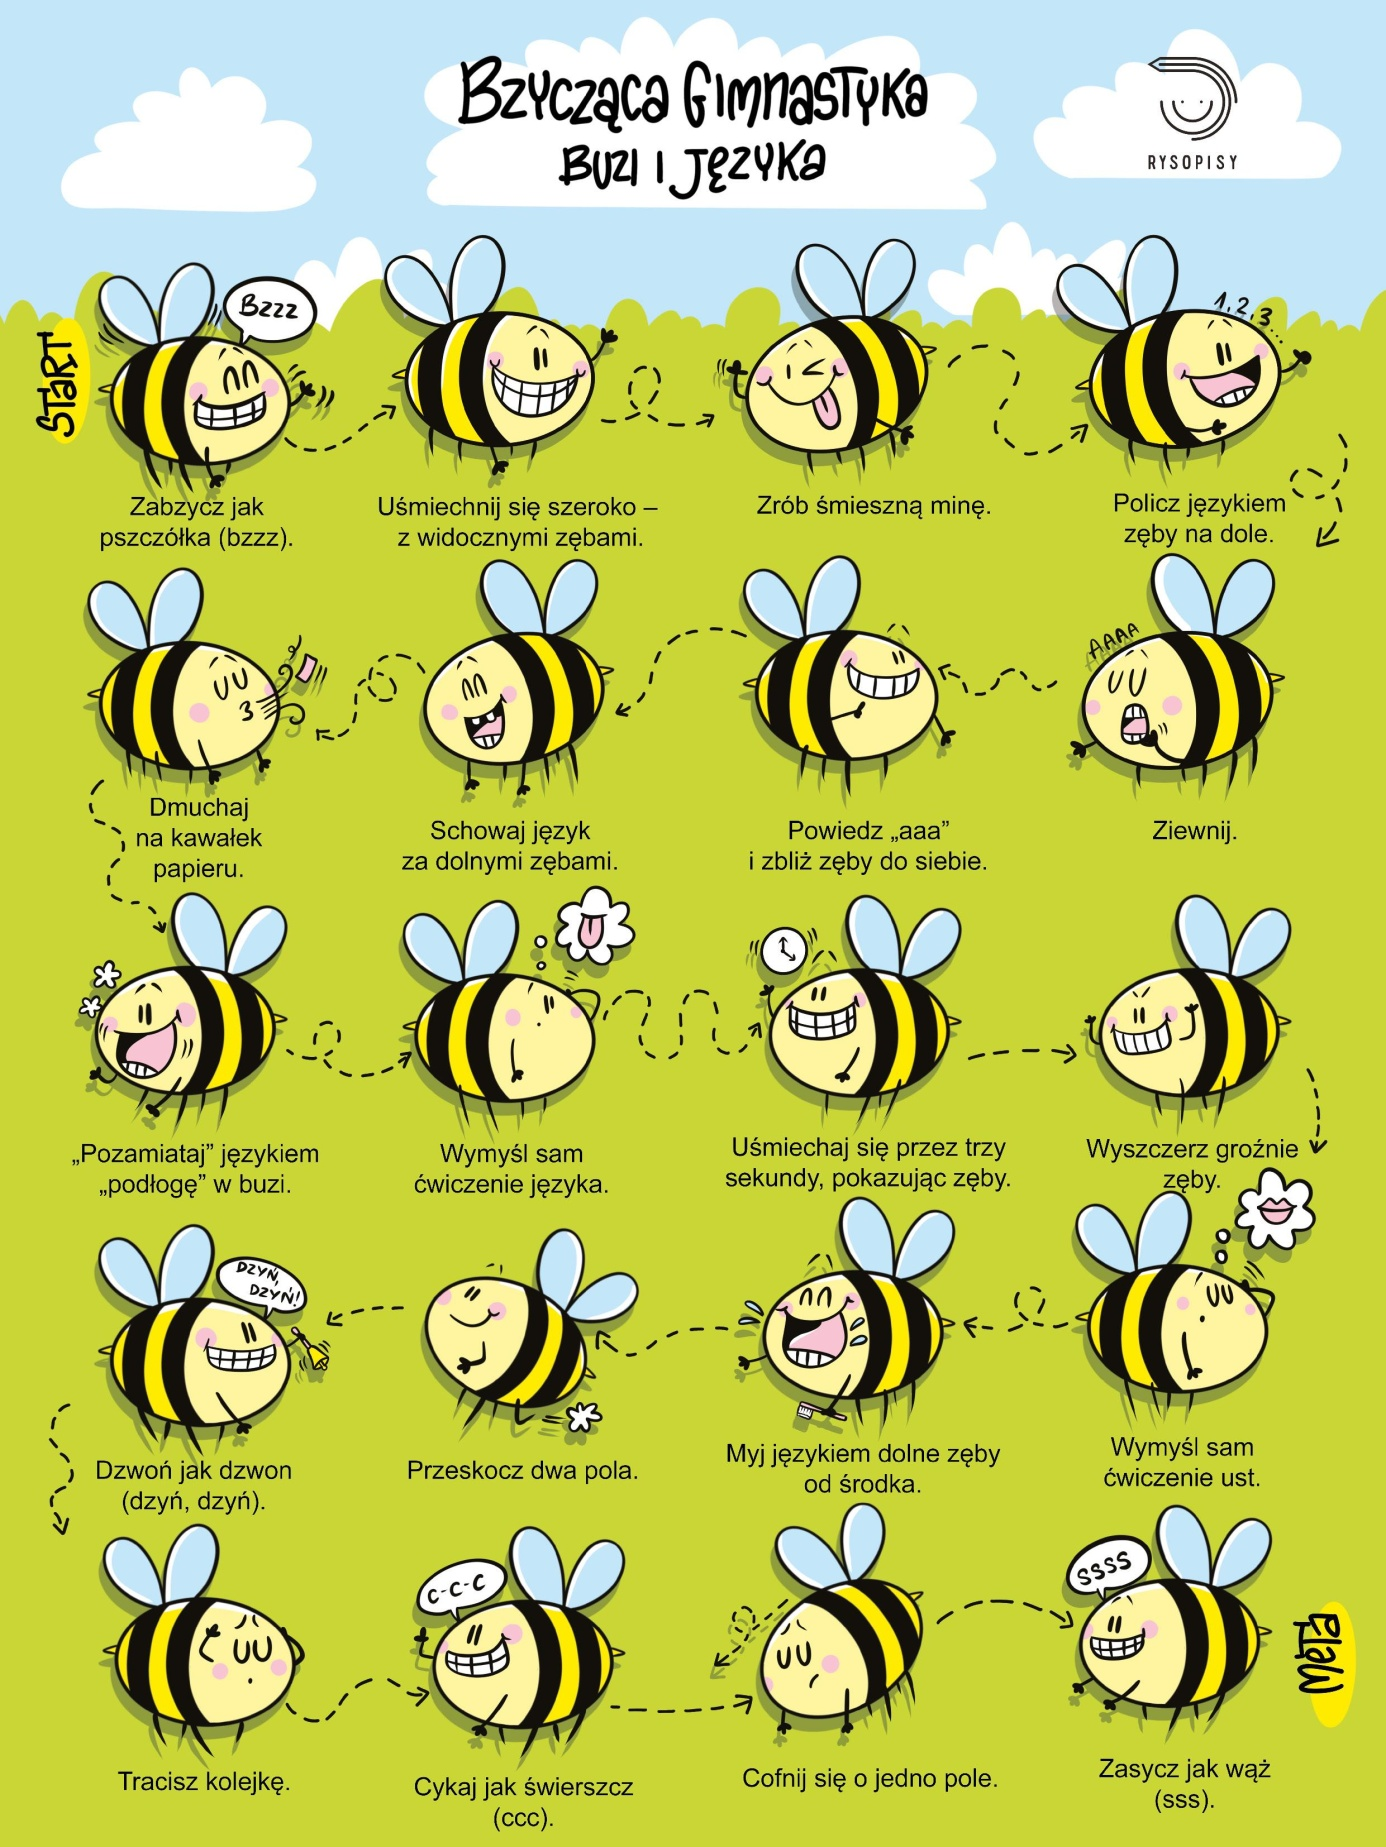 Bzycząca Gimnastyka
Buzi i Języka
RYSOPISY
START
Bzzz
1, 2, 3...
Zabzycz jak
pszczółka (bzzz).
Uśmiechnij się szeroko –
z widocznymi zębami.
Zrób śmieszną minę.
Policz językiem
zęby na dole.
AAAA
Dmuchaj
na kawałek
papieru.
Schowaj język
za dolnymi zębami.
Powiedz „aaa”
i zbliż zęby do siebie.
Ziewnij.
„Pozamiataj” językiem
„podłogę” w buzi.
Wymyśl sam
ćwiczenie języka.
Uśmiechaj się przez trzy
sekundy, pokazując zęby.
Wyszczerz groźnie
zęby.
DZYŃ,
DZYŃ!
Dzwoń jak dzwon
(dzyń, dzyń).
Przeskocz dwa pola.
Myj językiem dolne zęby
od środka.
Wymyśl sam
ćwiczenie ust.
C-C-C
SSSS
Meta
Tracisz kolejkę.
Cykaj jak świerszcz
(ccc).
Cofnij się o jedno pole.
Zasycz jak wąż
(sss).